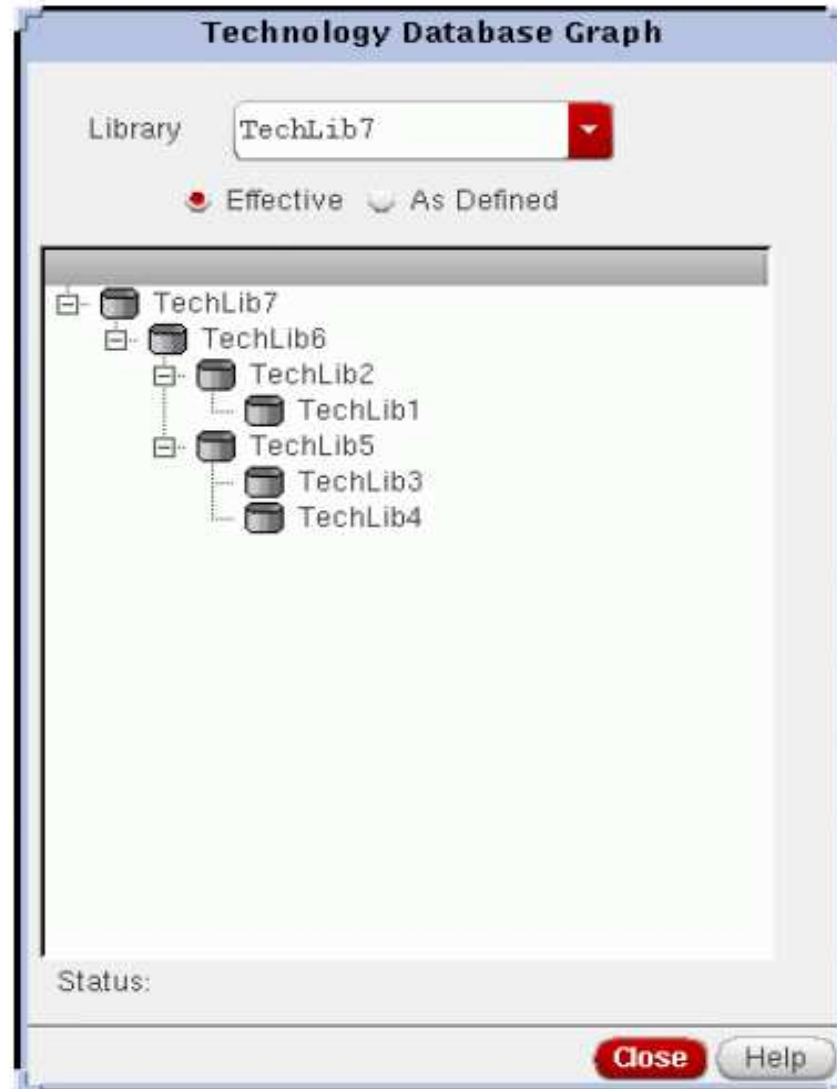 Technology Database Graph
Library TechLib7
Effective As Defined
TechLib7
TechLib6
TechLib2
TechLib1
TechLib5
TechLib3
TechLib4
Status:
Close Help